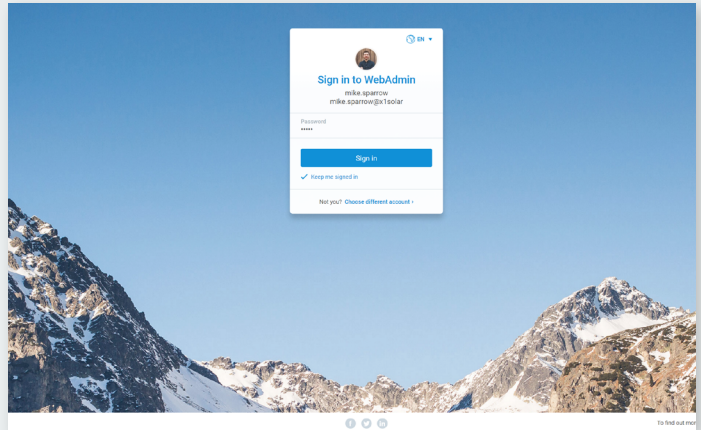 EN
Sign in to WebAdmin
mike.sparrow
mike.sparrow@x1solar
Password
•••••
Sign in
Keep me signed in
Not you? Choose different account ›
To find out mor